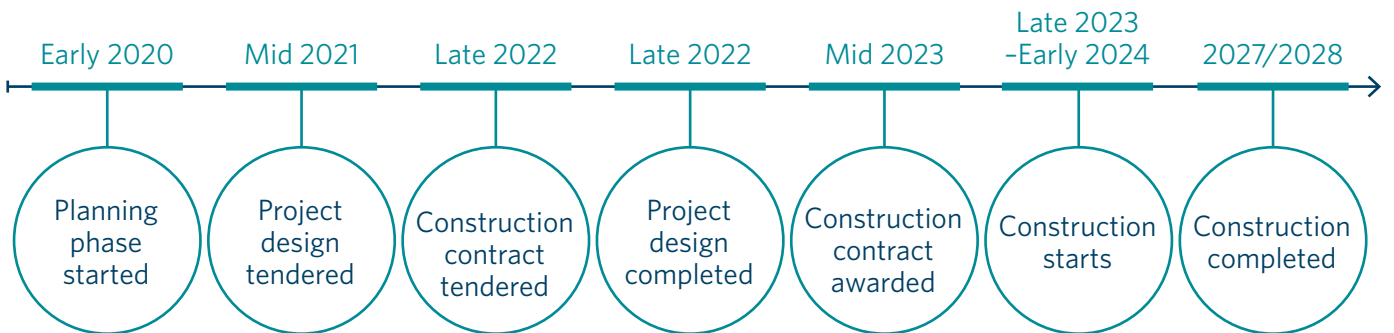 Early 2020
Mid 2021
Late 2022
Late 2022
Mid 2023
Late 2023
–Early 2024
2027/2028
Planning
phase
started
Project
design
tendered
Construction
contract
tendered
Project
design
completed
Construction
contract
awarded
Construction
starts
Construction
completed